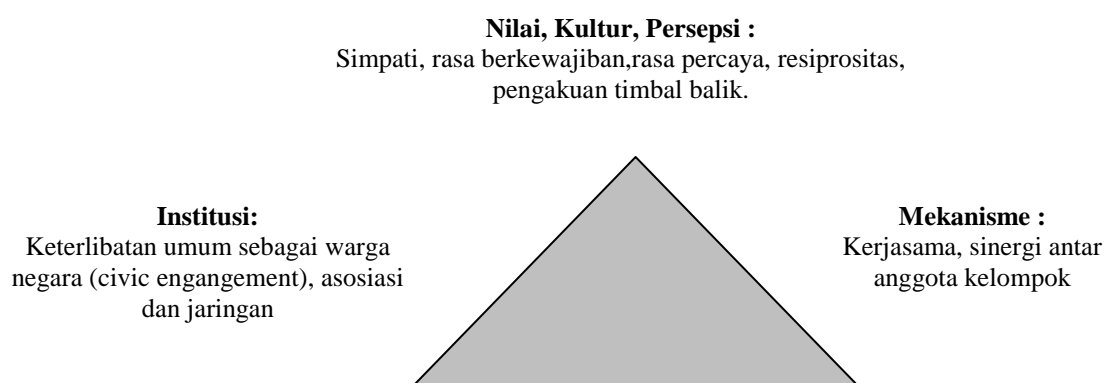 Nilai, Kultur, Persepsi :
Simpati, rasa berkewajiban,rasa percaya, resiprositas,
pengakuan timbal balik.
Institusi:
Keterlibatan umum sebagai warga
negara (civic engangement), asosiasi
dan jaringan
Mekanisme :
Kerjasama, sinergi antar
anggota kelompok